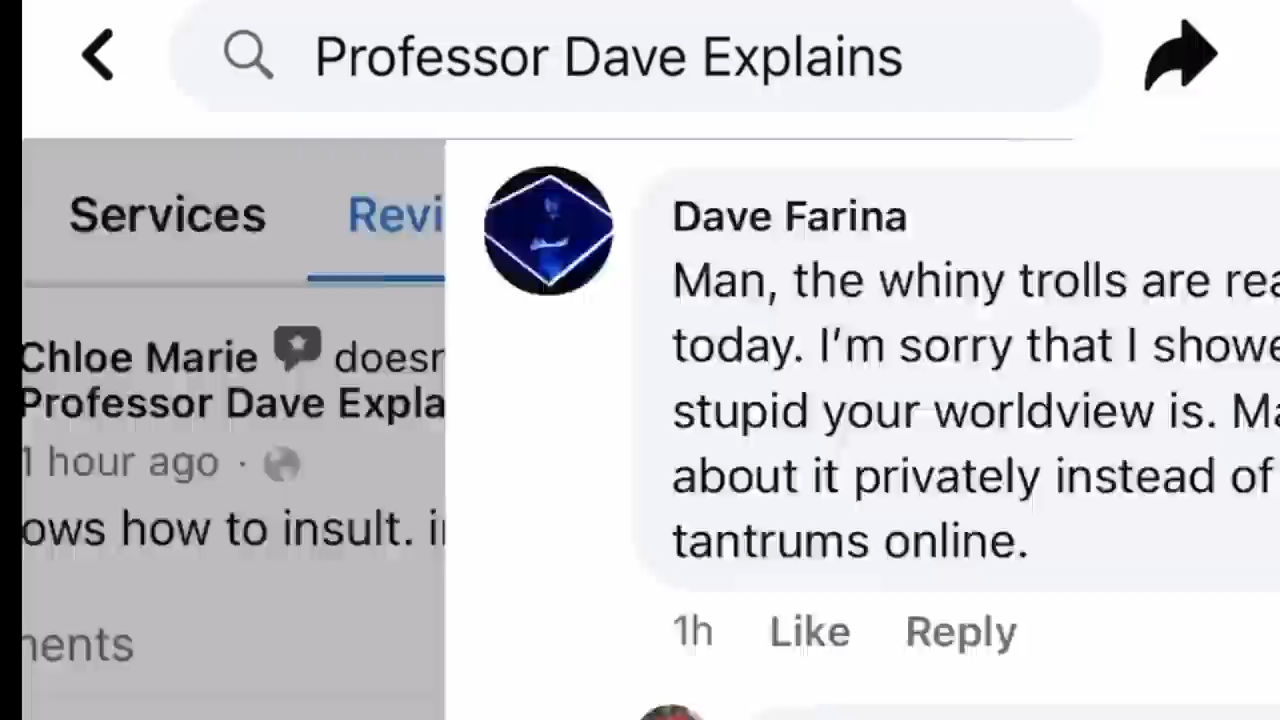 Professor Dave Explains
Services Revi
Chloe Marie doesn
Professor Dave Expla
1 hour ago ·
ows how to insult. i
ments
Dave Farina
Man, the whiny trolls are rea
today. I'm sorry that I showe
stupid your worldview is. Ma
about it privately instead of
tantrums online.
1h Like Reply